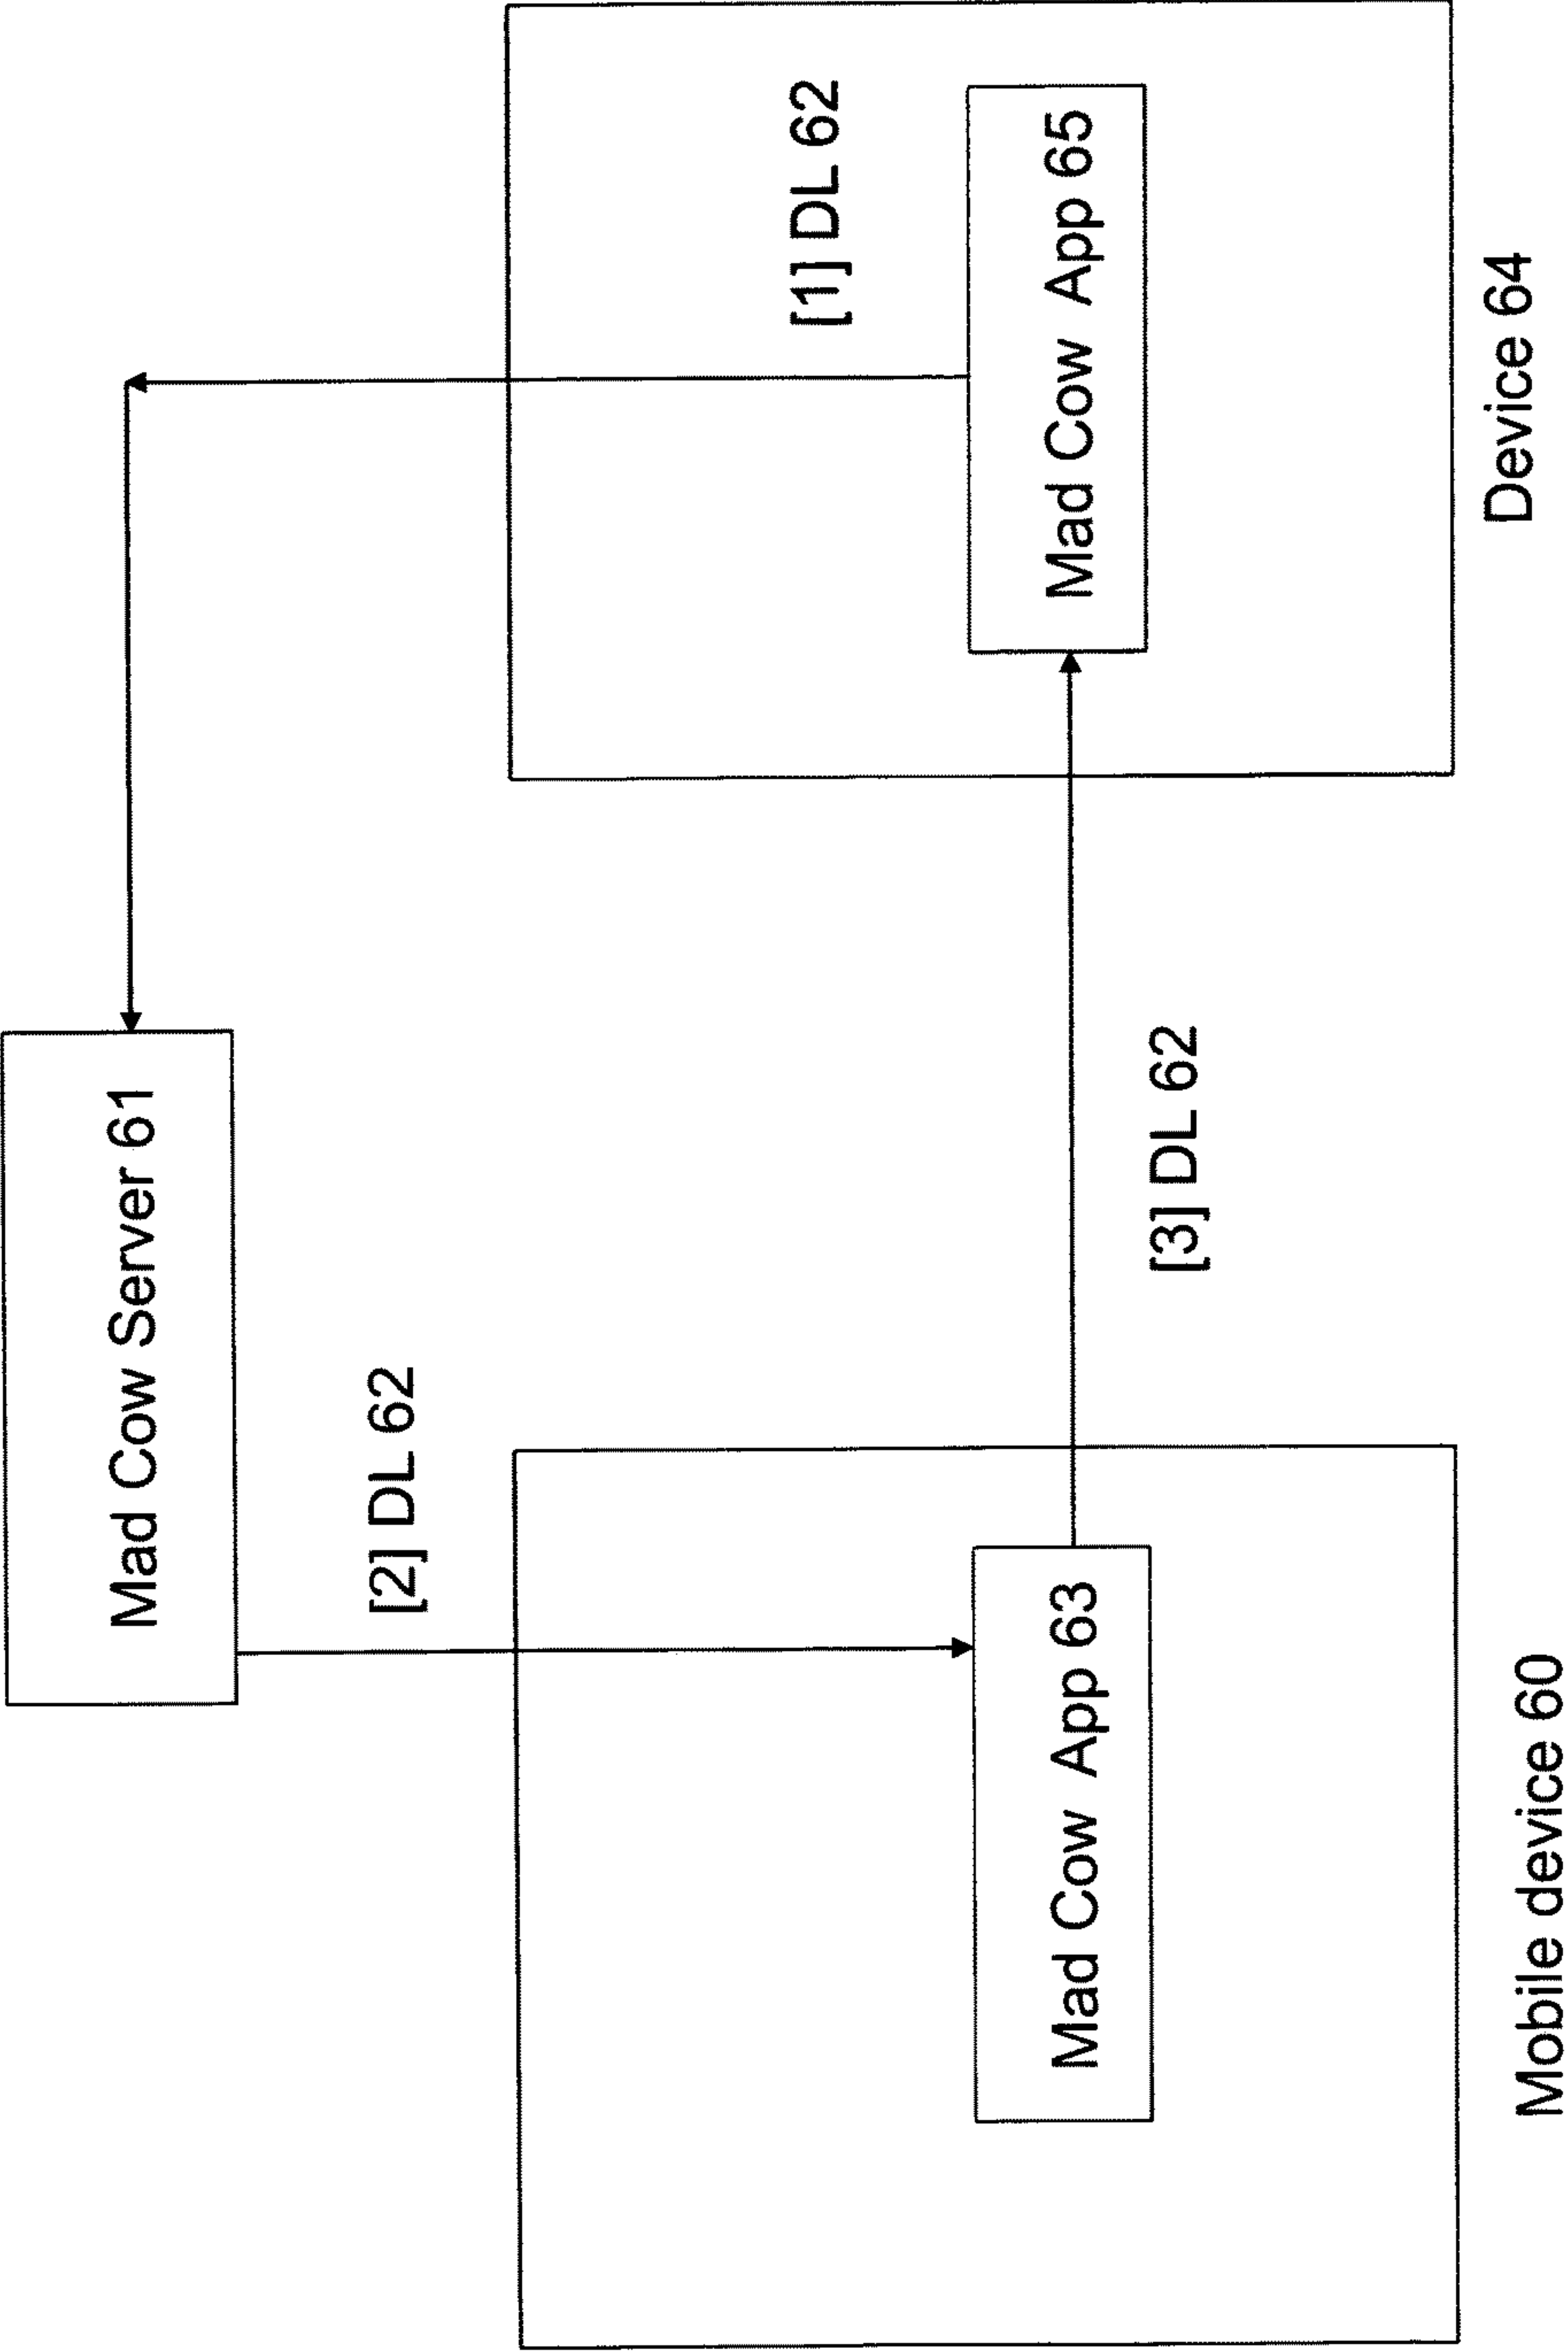 Mad Cow Server 61
[2] DL 62
[1] DL 62
Mad Cow App 63
Mad Cow App 65
[3] DL 62
Mobile device 60
Device 64